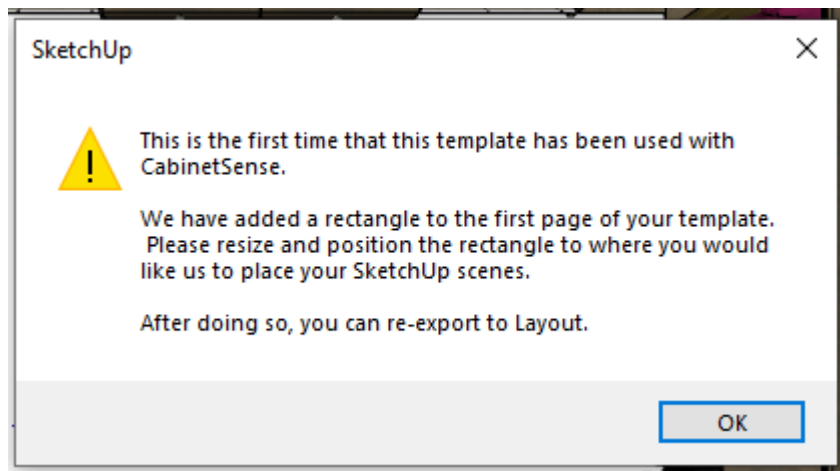 SketchUp
This is the first time that this template has been used with
CabinetSense.
We have added a rectangle to the first page of your template.
Please resize and position the rectangle to where you would
like us to place your SketchUp scenes.
After doing so, you can re-export to Layout.
OK